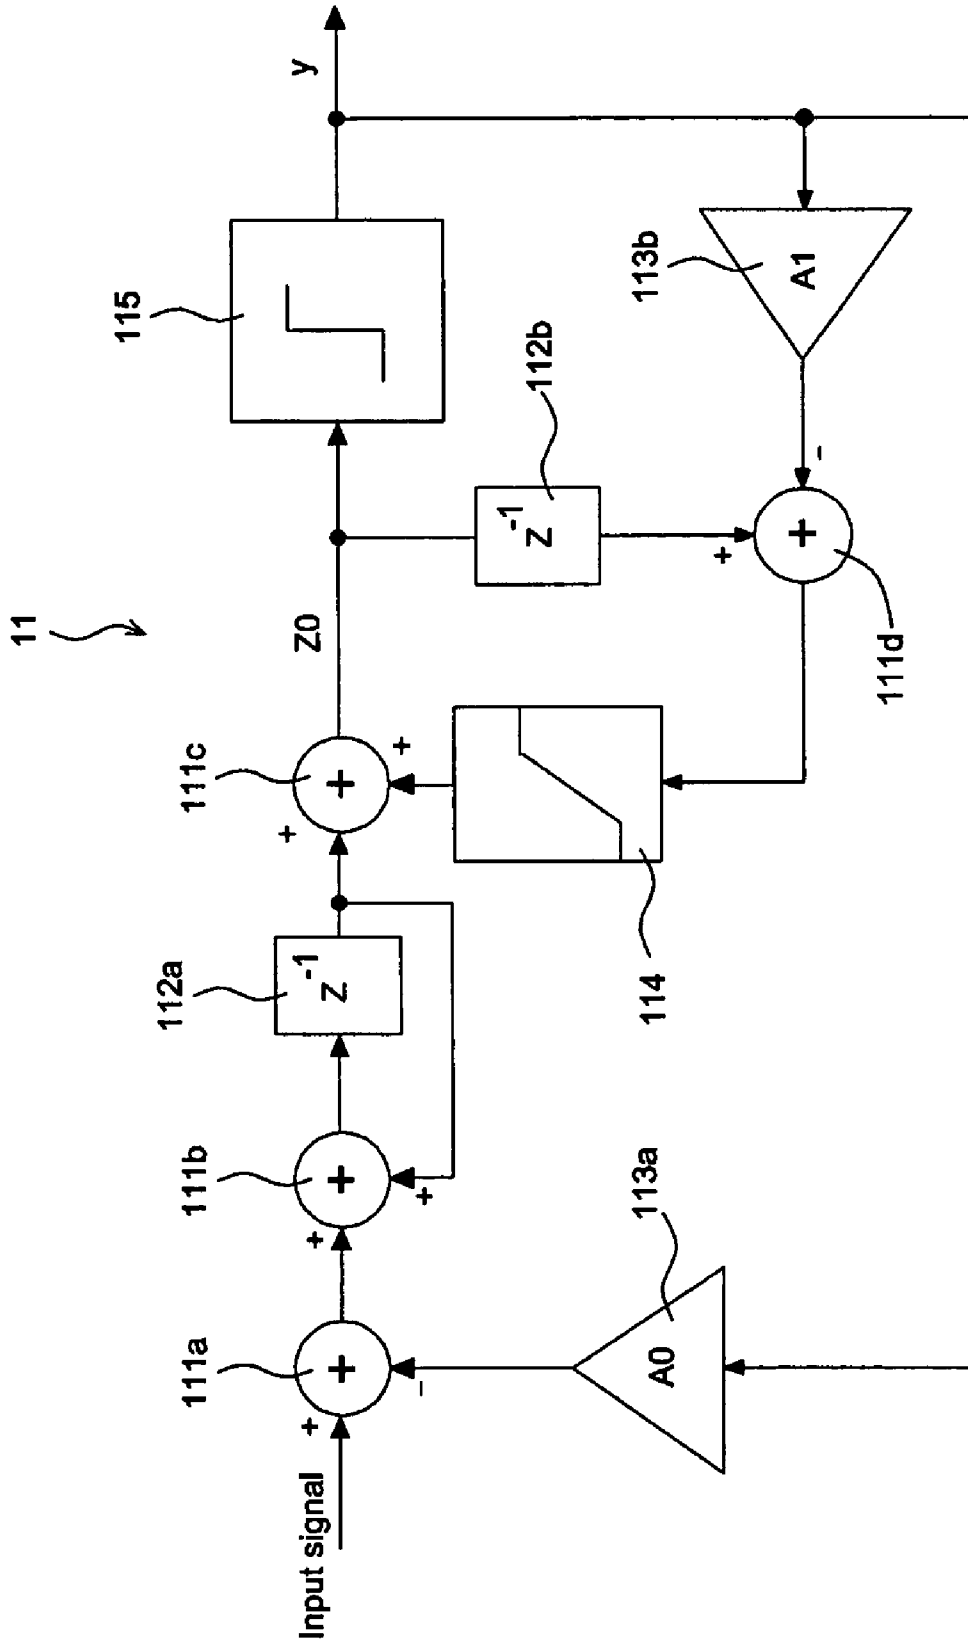 11
Input signal
+
111a
+
-
+
111b
+
+
112a
z⁻¹
+
111c
+
+
Z0
115
y
114
z⁻¹
112b
+
+
-
111d
A1
113b
A0
113a